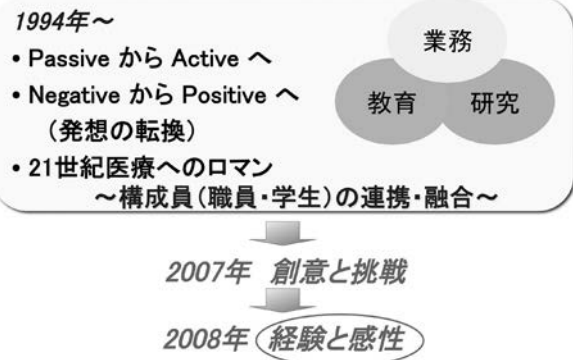 1994年～
• Passive から Active へ
• Negative から Positive へ
（発想の転換）
• 21世紀医療へのロマン
～構成員（職員・学生）の連携・融合～
業務
教育
研究
2007年 創意と挑戦
2008年 経験と感性